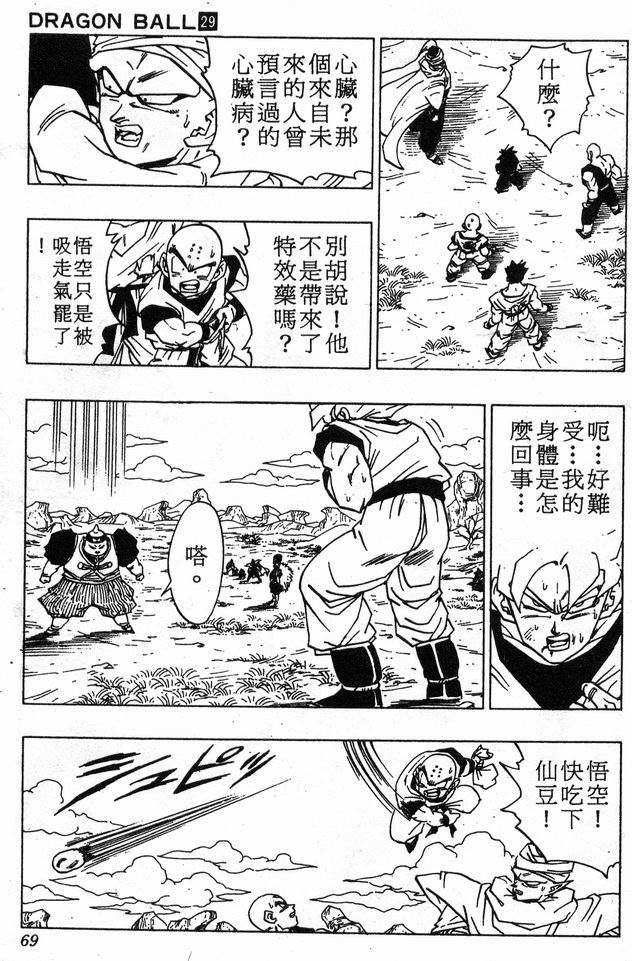 DRAGON BALL 29
什麼？
心臟？那
個來自未
來的人曾
預言過的
心臟病？
別胡說！他
不是帶來了
特效藥嗎？
悟空只是被
吸走氣罷了
！
呃…好難
受…我的
身體是怎
麼回事…
嗒。
悟空！
快吃下
仙豆！
シュピッ
69